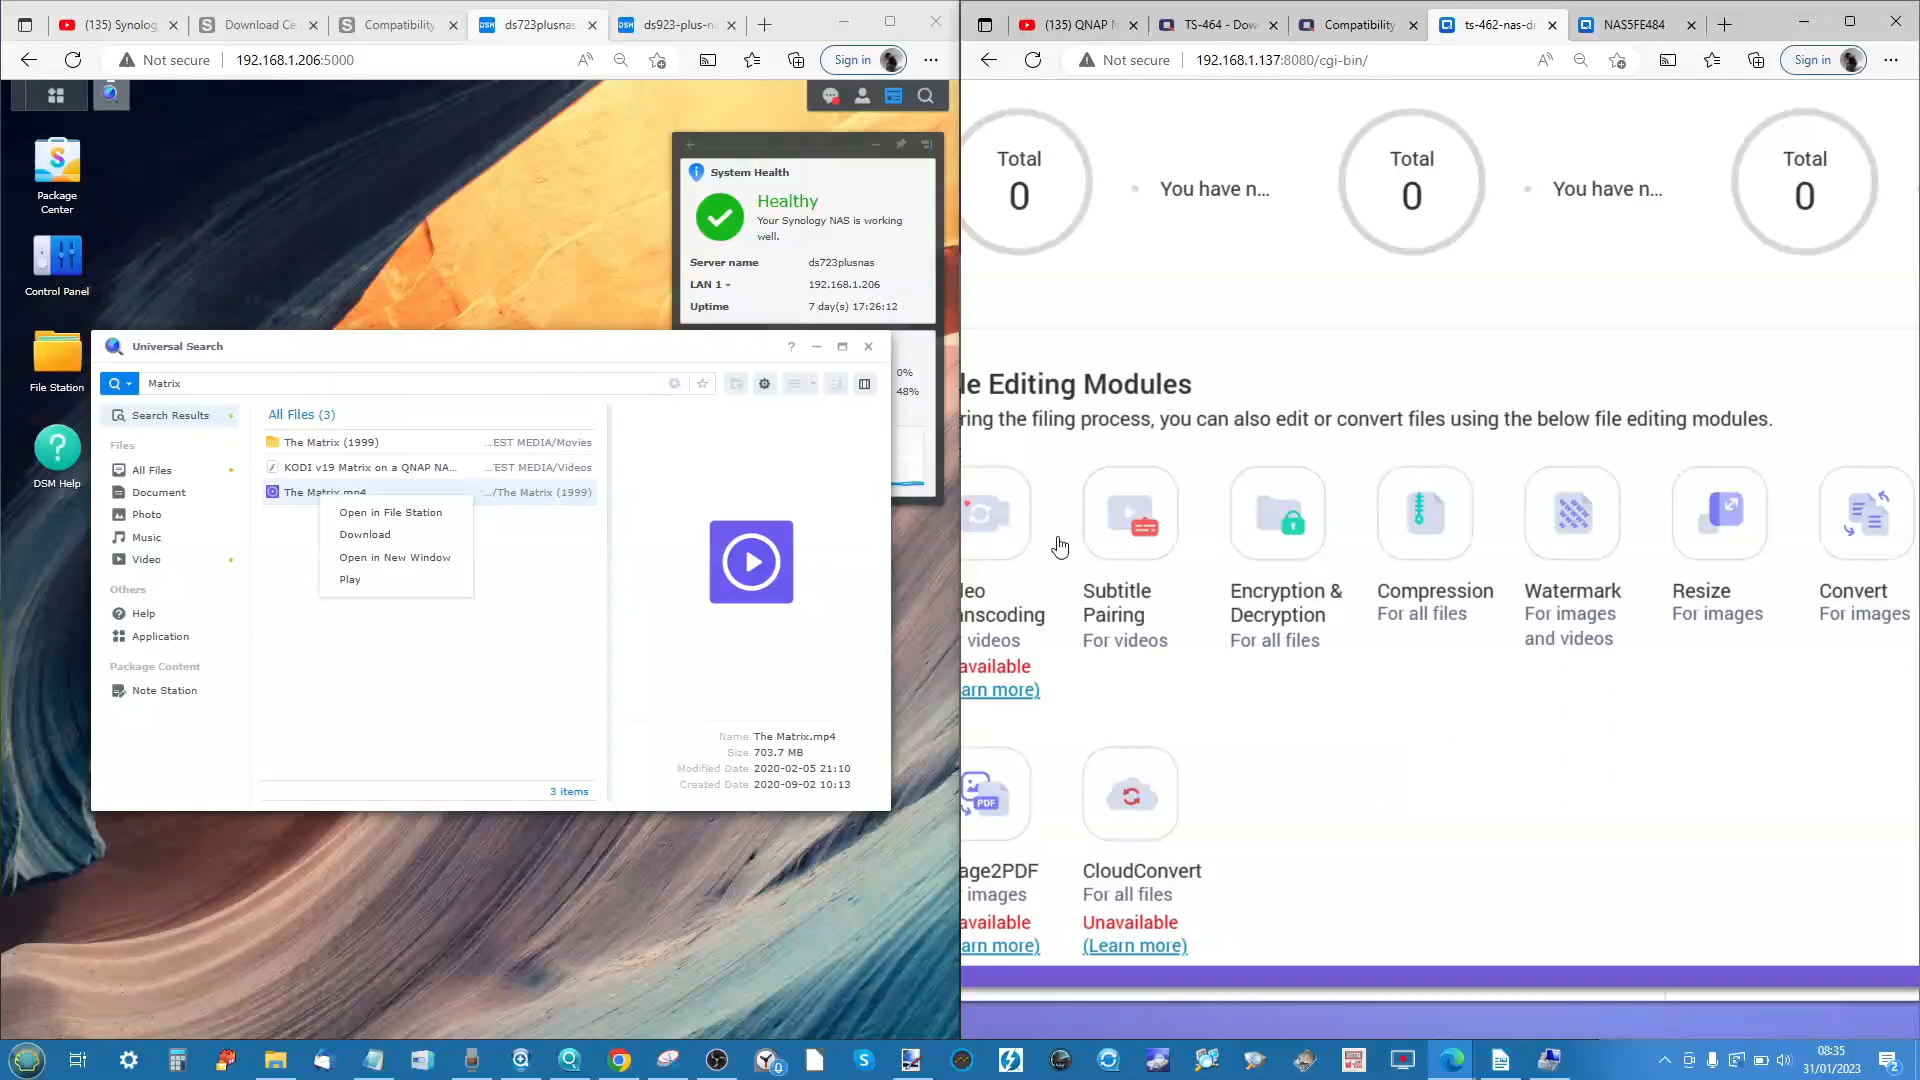 (135) Synolog
Download Ce
Compatibility
DSM
ds723plusnas
DSM
ds923-plus-n
Not secure
192.168.1.206:5000
Sign in
Package
Center
Control Panel
File Station
DSM Help
System Health
Healthy
Your Synology NAS is working
well.
Server name ds723plusnas
LAN 1 192.168.1.206
Uptime 7 day(s) 17:26:12
0%
48%
Universal Search
?
Matrix
Search Results
Files
All Files
Document
Photo
Music
Video
Others
Help
Application
Package Content
Note Station
All Files (3)
The Matrix (1999) ...EST MEDIA/Movies
KODI v19 Matrix on a QNAP NA... ...EST MEDIA/Videos
The Matrix.mp4 .../The Matrix (1999)
Open in File Station
Download
Open in New Window
Play
3 items
Name The Matrix.mp4
Size 703.7 MB
Modified Date 2020-02-05 21:10
Created Date 2020-09-02 10:13
(135) QNAP N
TS-464 - Dow
Compatibility
ts-462-nas-dr
NAS5FE484
Not secure
192.168.1.137:8080/cgi-bin/
Sign in
Total
0
You have n...
Total
0
You have n...
Total
0
le Editing Modules
ring the filing process, you can also edit or convert files using the below file editing modules.
leo
nscoding
videos
available
arn more)
Subtitle
Pairing
For videos
Encryption &
Decryption
For all files
Compression
For all files
Watermark
For images
and videos
Resize
For images
Convert
For images
PDF
age2PDF
images
available
arn more)
CloudConvert
For all files
Unavailable
(Learn more)
08:35
31/01/2023